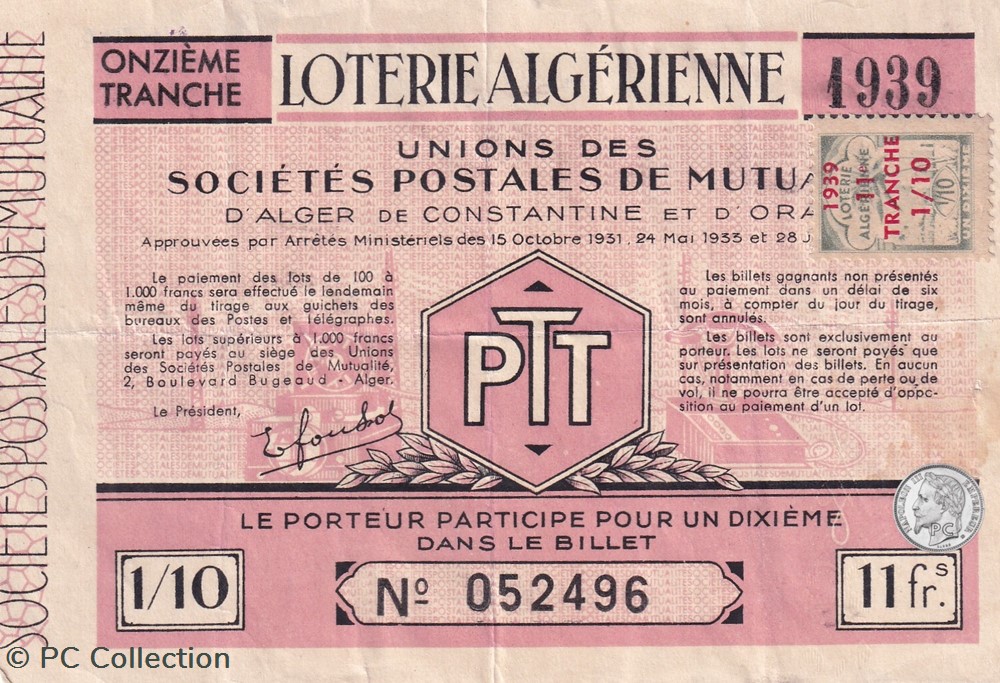 SOCIÉTÉS POSTALES DE MUTUALITÉ
ONZIÈME
TRANCHE
LOTERIE ALGÉRIENNE
1939
UNIONS DES
SOCIÉTÉS POSTALES DE MUTUA
D'ALGER DE CONSTANTINE ET D'ORA
Approuvées par Arrêtés Ministériels des 15 Octobre 1931, 24 Mai 1933 et 28 J
1939
LOTERIE
ALGÉRIENNE
11e
TRANCHE
1/10
1/10
UN DIXIÈME
Le paiement des lots de 100 à
1.000 francs sera effectué le lendemain
même du tirage aux guichets des
bureaux des Postes et Télégraphes.
Les lots supérieurs à 1.000 francs
seront payés au siège des Unions
des Sociétés Postales de Mutualité,
2, Boulevard Bugeaud - Alger.
Le Président,
PTT
Les billets gagnants non présentés
au paiement dans un délai de six
mois, à compter du jour du tirage,
sont annulés.
Les billets sont exclusivement au
porteur. Les lots ne seront payés que
sur présentation des billets. En aucun
cas, notamment en cas de perte ou de
vol, il ne pourra être accepté d'oppo-
sition au paiement d'un lot.
NAPOLEON III EMPEREUR
PC
LE PORTEUR PARTICIPE POUR UN DIXIÈME
DANS LE BILLET
1/10
Nº 052496
11 frs.
© PC Collection